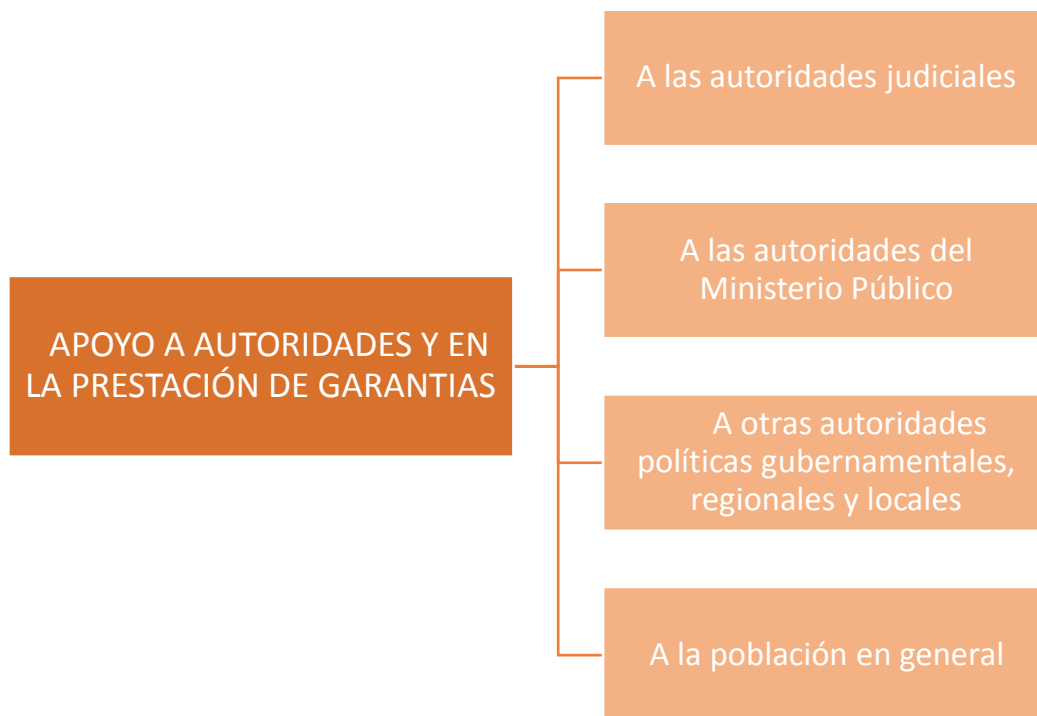 APOYO A AUTORIDADES Y EN
LA PRESTACIÓN DE GARANTIAS
A las autoridades judiciales
A las autoridades del
Ministerio Público
A otras autoridades
políticas gubernamentales,
regionales y locales
A la población en general